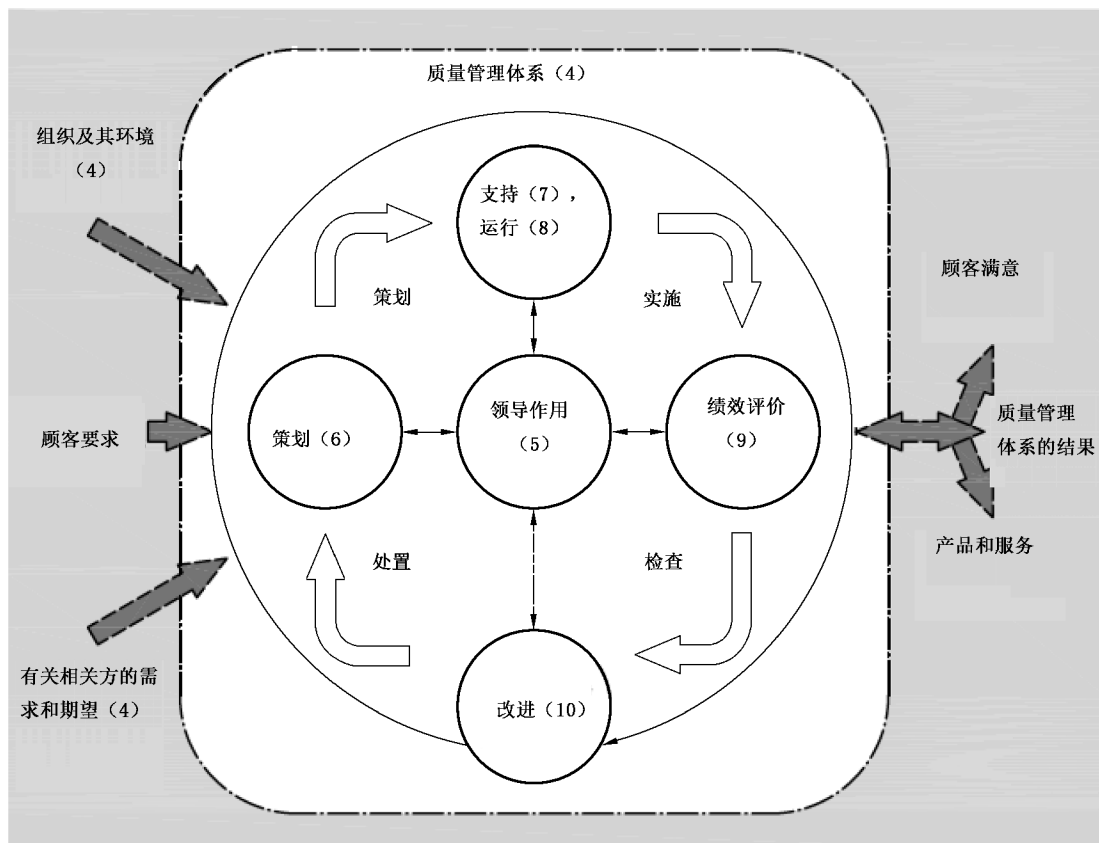 质量管理体系（4）
组织及其环境
（4）
支持（7），
运行（8）
顾客满意
策划
实施
领导作用
（5）
绩效评价
（9）
策划（6）
顾客要求
质量管理
体系的结果
处置
检查
产品和服务
有关相关方的需
求和期望（4）
改进（10）